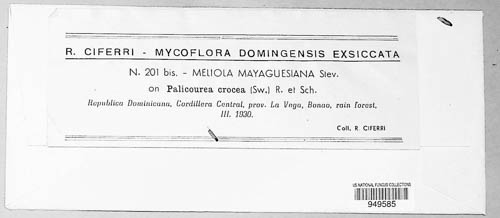 R. CIFERRI - MYCOFLORA DOMINGENSIS EXSICCATA
N. 201 bis. - MELIOLA MAYAGUESIANA Stev.
on Palicourea crocea (Sw.) R. et Sch.
Republica Dominicana, Cordillera Central, prov. La Vega, Bonao, rain forest,
III. 1930.
Coll. R. CIFERRI
US NATIONAL FUNGUS COLLECTIONS
949585